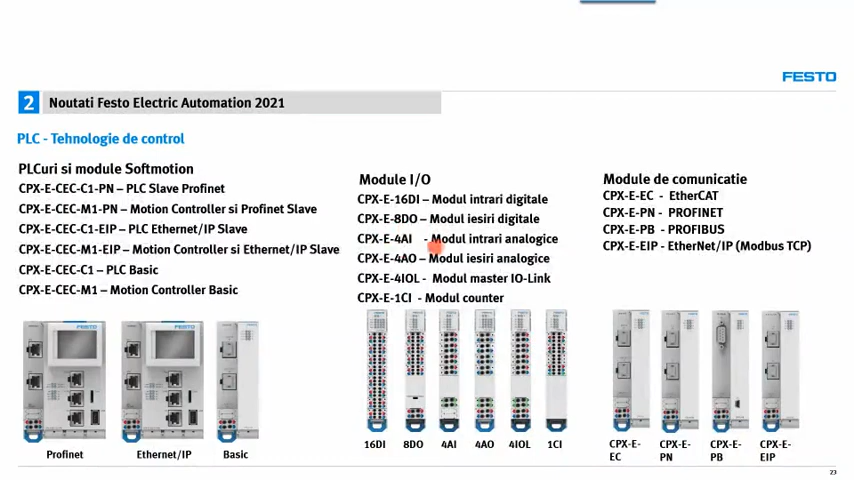 FESTO
2 Noutati Festo Electric Automation 2021
PLC - Tehnologie de control
PLCuri si module Softmotion
CPX-E-CEC-C1-PN – PLC Slave Profinet
CPX-E-CEC-M1-PN – Motion Controller si Profinet Slave
CPX-E-CEC-C1-EIP – PLC Ethernet/IP Slave
CPX-E-CEC-M1-EIP – Motion Controller si Ethernet/IP Slave
CPX-E-CEC-C1 – PLC Basic
CPX-E-CEC-M1 – Motion Controller Basic
Module I/O
CPX-E-16DI – Modul intrari digitale
CPX-E-8DO – Modul iesiri digitale
CPX-E-4AI - Modul intrari analogice
CPX-E-4AO – Modul iesiri analogice
CPX-E-4IOL - Modul master IO-Link
CPX-E-1CI - Modul counter
Module de comunicatie
CPX-E-EC - EtherCAT
CPX-E-PN - PROFINET
CPX-E-PB - PROFIBUS
CPX-E-EIP - EtherNet/IP (Modbus TCP)
FESTO
FESTO
Profinet
Ethernet/IP
Basic
16DI
8DO
4AI
4AO
4IOL
1CI
CPX-E-
EC
CPX-E-
PN
CPX-E-
PB
CPX-E-
EIP
23